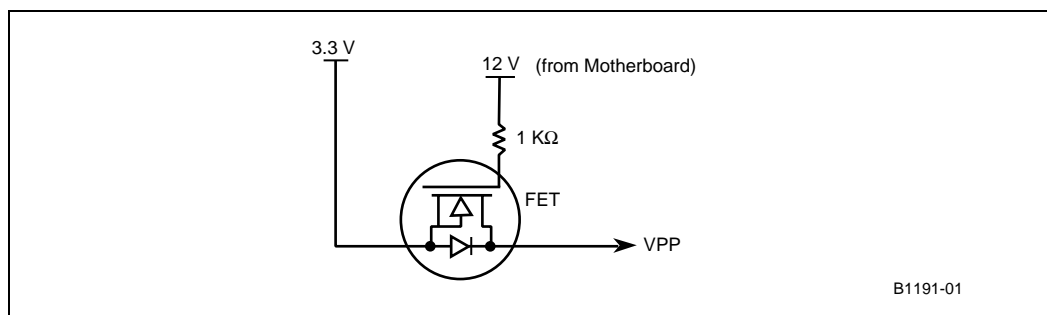 3.3 V
12 V (from Motherboard)
1 KΩ
FET
VPP
B1191-01